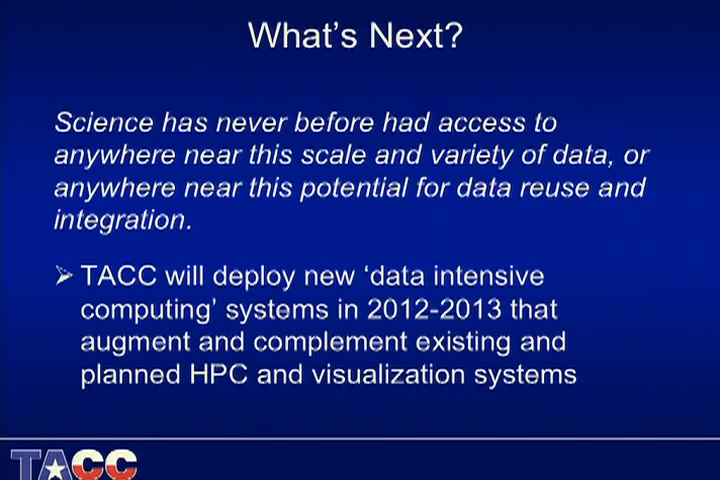 What's Next?
Science has never before had access to
anywhere near this scale and variety of data, or
anywhere near this potential for data reuse and
integration.
➢ TACC will deploy new 'data intensive
computing' systems in 2012-2013 that
augment and complement existing and
planned HPC and visualization systems
TACC